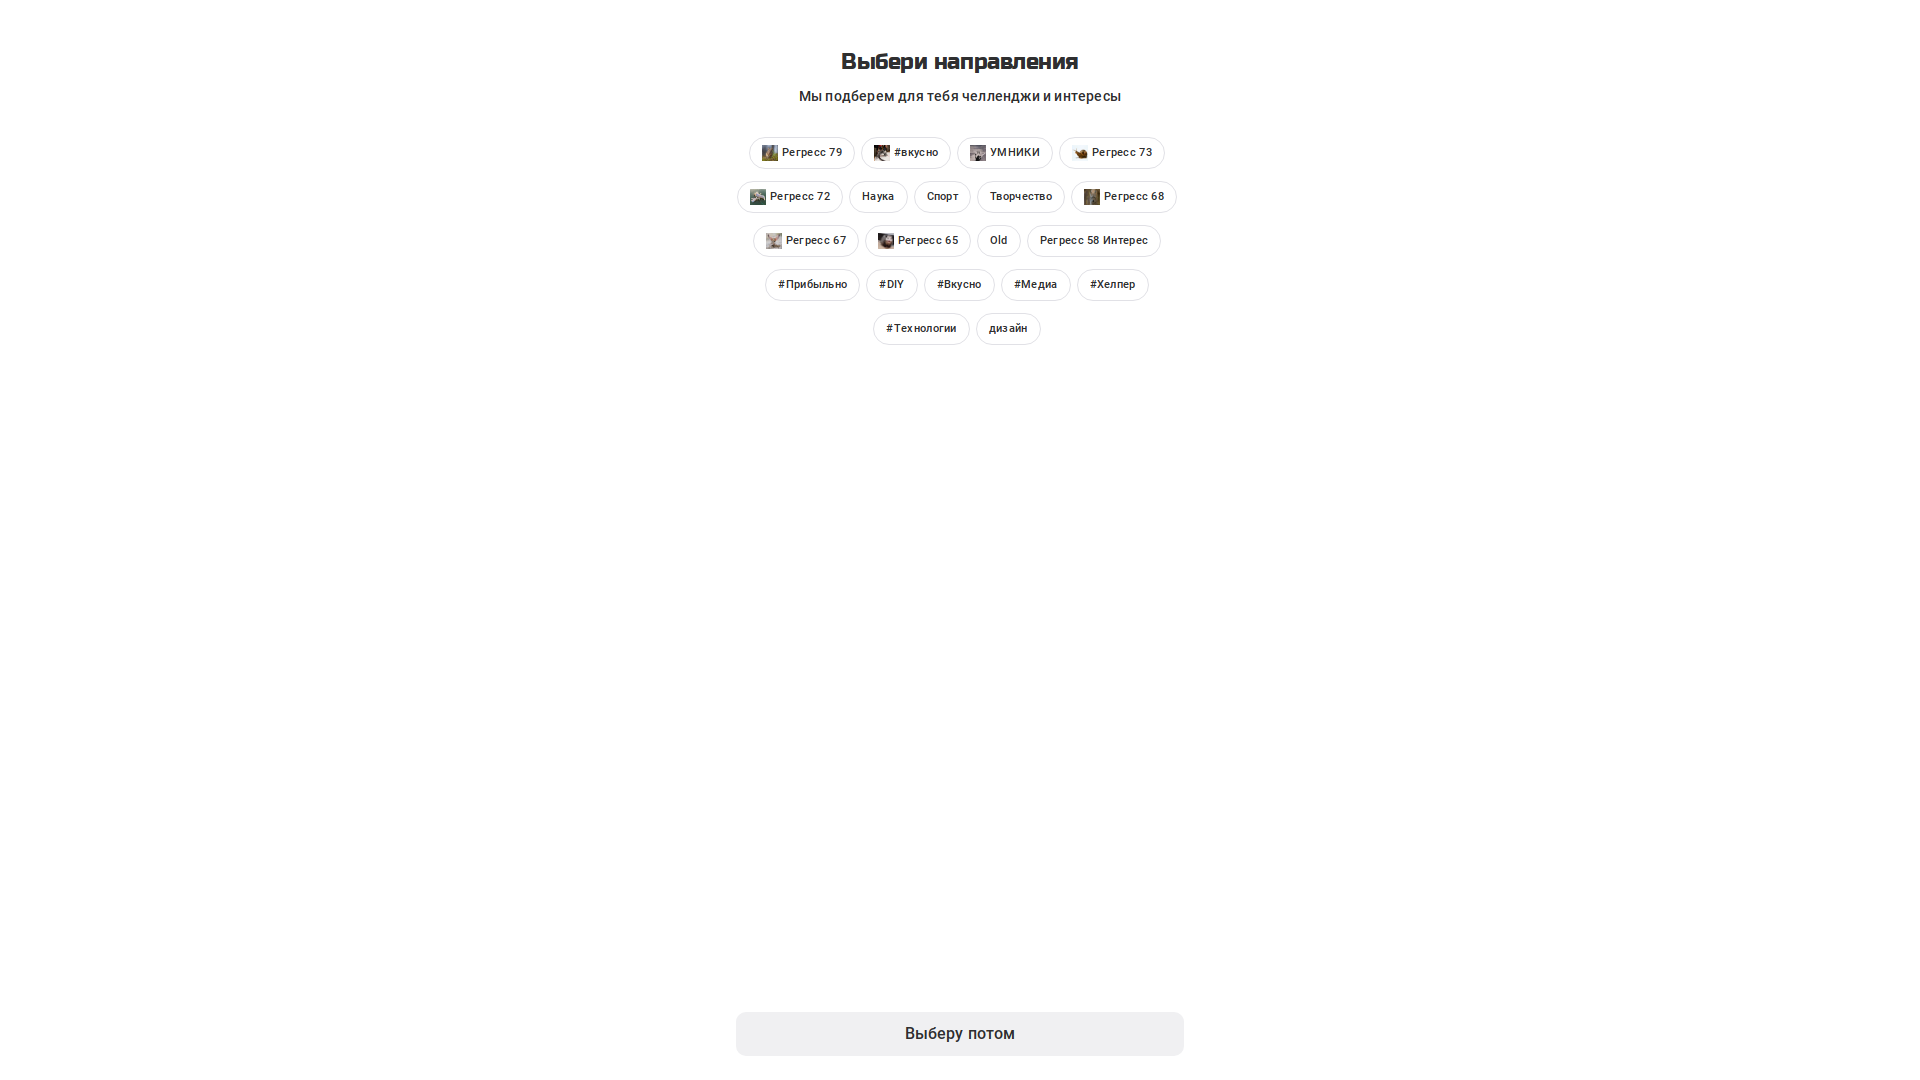 Выбери направления
Мы подберем для тебя челленджи и интересы
Регресс 79 #вкусно УМНИКИ Регресс 73
Регресс 72 Наука Спорт Творчество Регресс 68
Регресс 67 Регресс 65 Old Регресс 58 Интерес
#Прибыльно #DIY #Вкусно #Медиа #Хелпер
#Технологии дизайн
Выберу потом